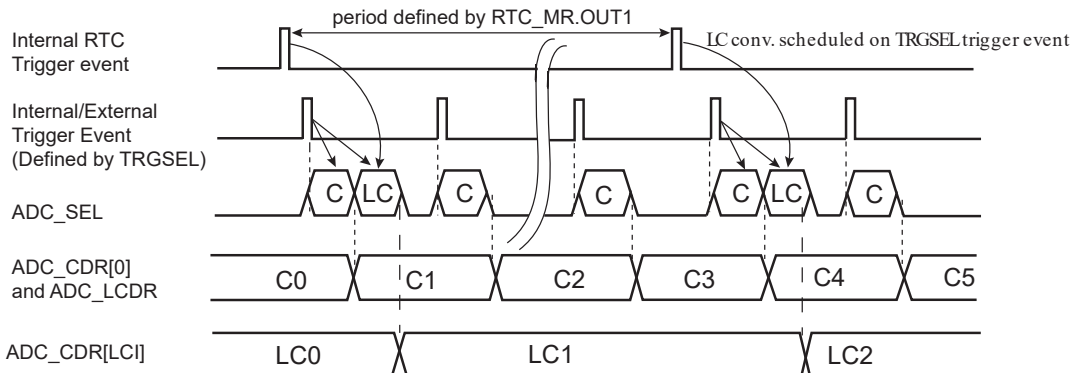 period defined by RTC_MR.OUT1
Internal RTC
Trigger event
LC conv. scheduled on TRGSEL trigger event
Internal/External
Trigger Event
(Defined by TRGSEL)
ADC_SEL
C LC C C C LC C
ADC_CDR[0]
and ADC_LCDR
C0 C1 C2 C3 C4 C5
ADC_CDR[LCI]
LC0 LC1 LC2